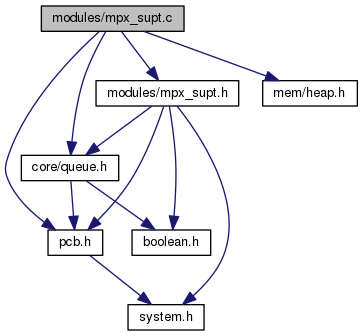 modules/mpx_supt.c
modules/mpx_supt.h
mem/heap.h
core/queue.h
pcb.h
boolean.h
system.h